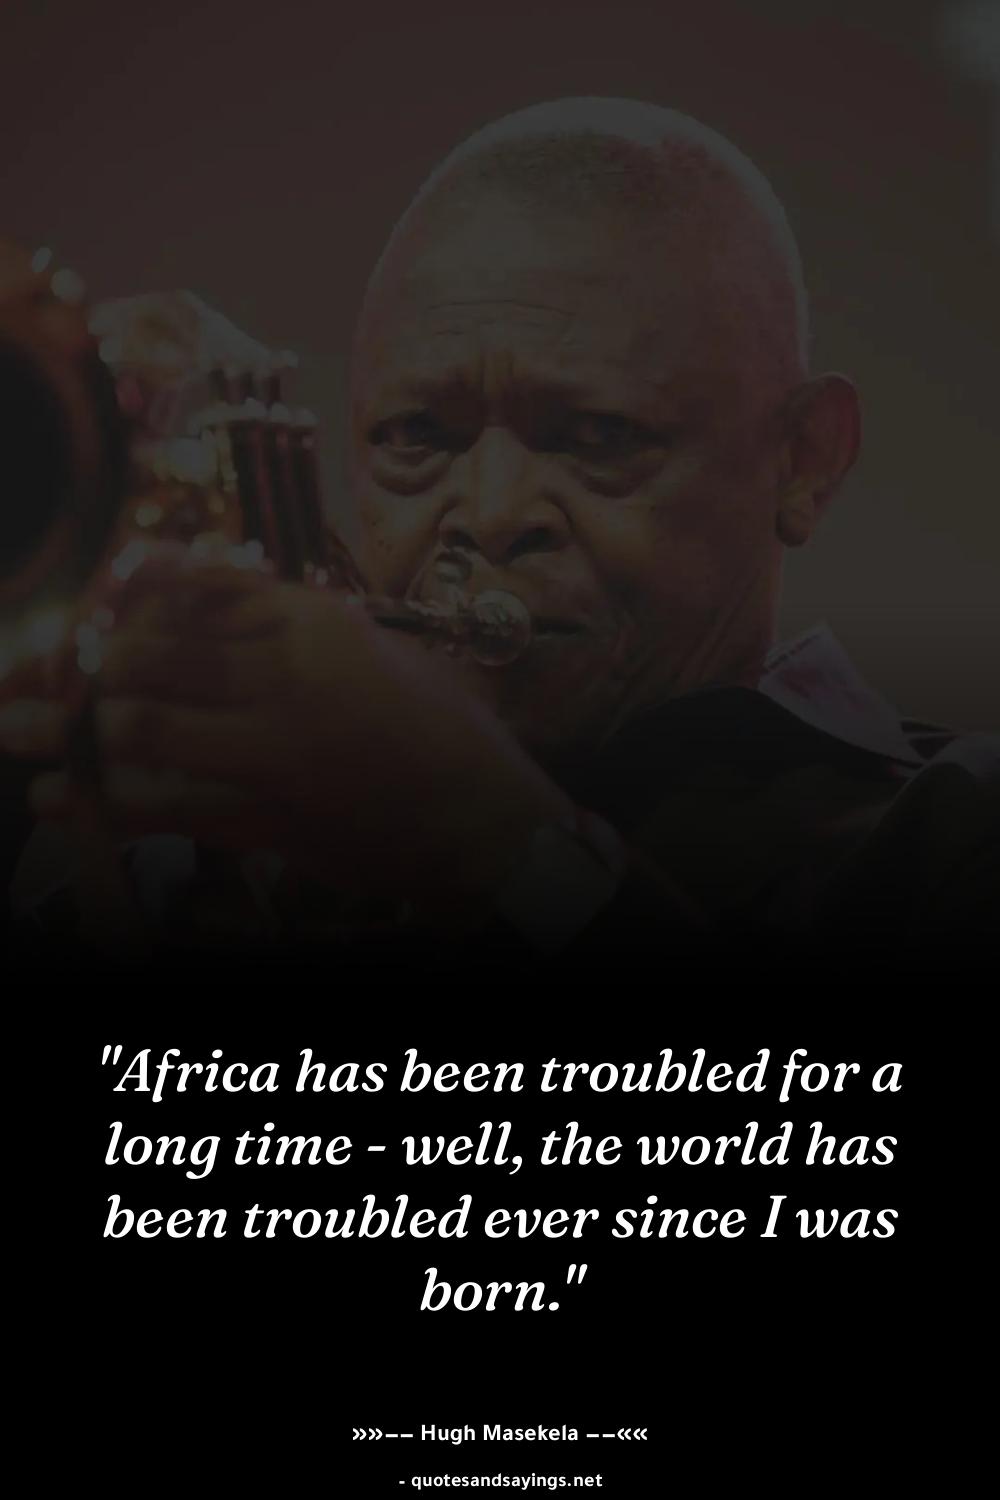 "Africa has been troubled for a
long time - well, the world has
been troubled ever since I was
born."
»»−− Hugh Masekela −−««
- quotesandsayings.net